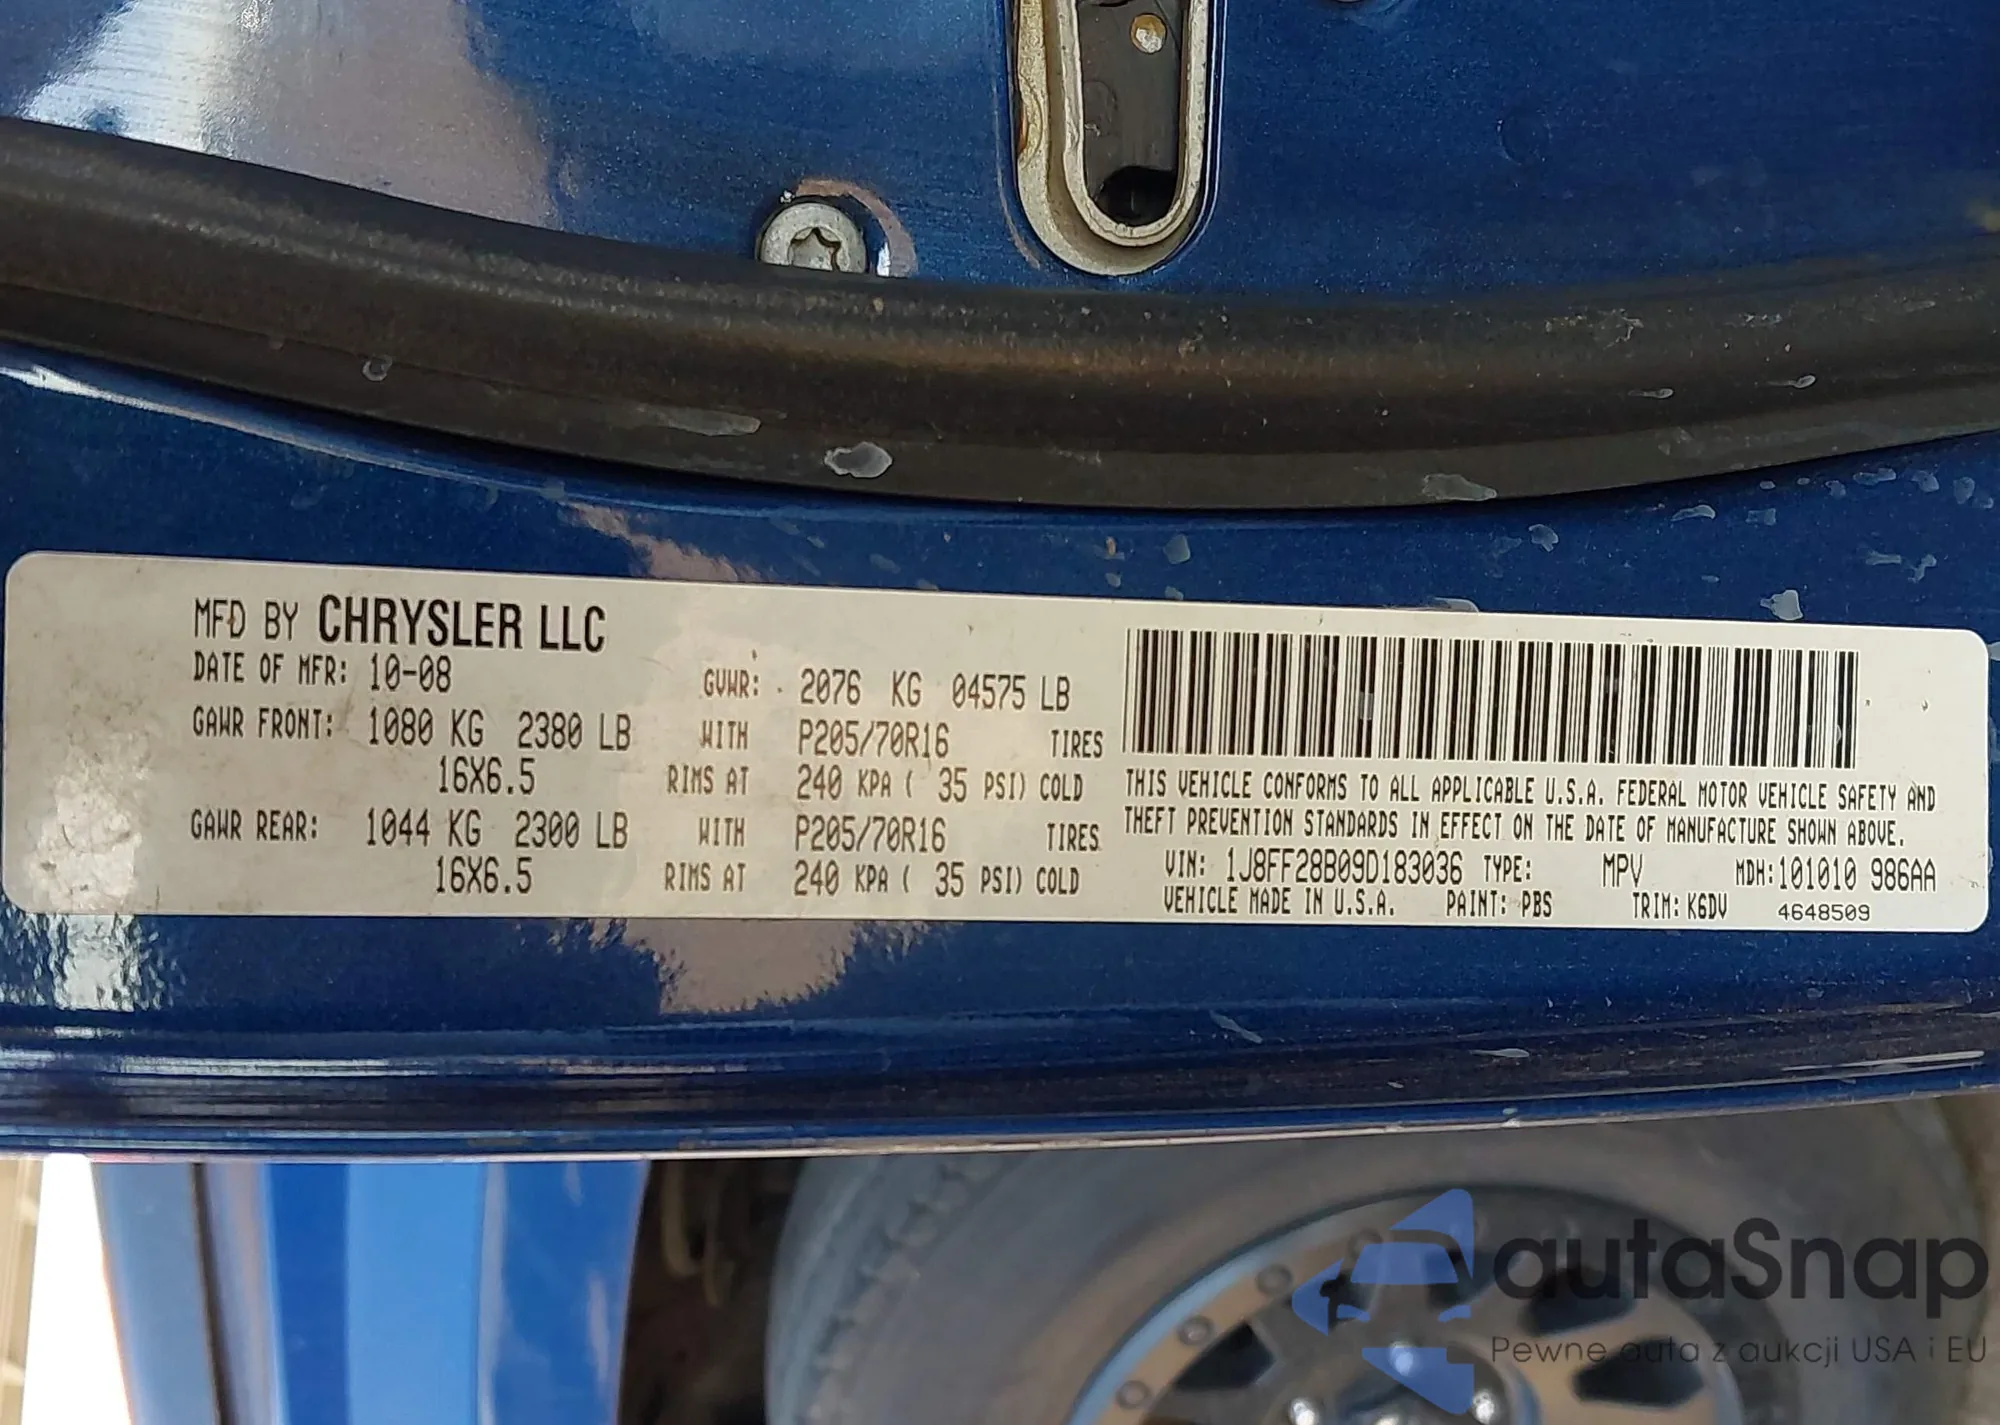 MFD BY CHRYSLER LLC
DATE OF MFR: 10-08 GVWR: 2076 KG 04575 LB
GAWR FRONT: 1080 KG 2380 LB WITH P205/70R16 TIRES
16X6.5 RIMS AT 240 KPA ( 35 PSI) COLD
GAWR REAR: 1044 KG 2300 LB WITH P205/70R16 TIRES
16X6.5 RIMS AT 240 KPA ( 35 PSI) COLD
THIS VEHICLE CONFORMS TO ALL APPLICABLE U.S.A. FEDERAL MOTOR VEHICLE SAFETY AND
THEFT PREVENTION STANDARDS IN EFFECT ON THE DATE OF MANUFACTURE SHOWN ABOVE.
VIN: 1J8FF28B09D183036 TYPE: MPV MDH:101010 986AA
VEHICLE MADE IN U.S.A. PAINT: PBS TRIM: K6DV 4648509
autaSnap
Pewne auta z aukcji USA i EU